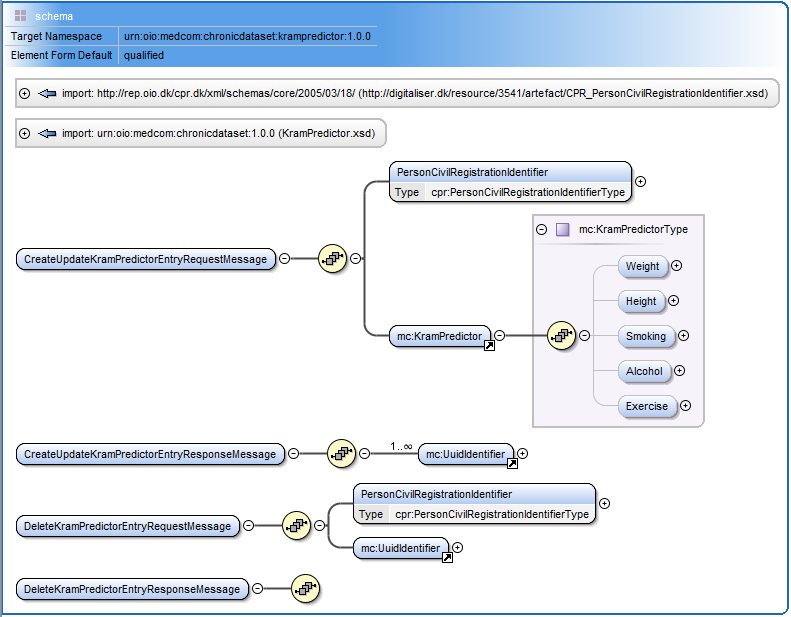 schema
Target Namespace urn:oio:medcom:chronicdataset:krampredictor:1.0.0
Element Form Default qualified
import: http://rep.oio.dk/cpr.dk/xml/schemas/core/2005/03/18/ (http://digitaliser.dk/resource/3541/artefact/CPR_PersonCivilRegistrationIdentifier.xsd)
import: urn:oio:medcom:chronicdataset:1.0.0 (KramPredictor.xsd)
CreateUpdateKramPredictorEntryRequestMessage
PersonCivilRegistrationIdentifier
Type cpr:PersonCivilRegistrationIdentifierType
mc:KramPredictor
mc:KramPredictorType
Weight
Height
Smoking
Alcohol
Exercise
CreateUpdateKramPredictorEntryResponseMessage
1..∞
mc:UuidIdentifier
DeleteKramPredictorEntryRequestMessage
PersonCivilRegistrationIdentifier
Type cpr:PersonCivilRegistrationIdentifierType
mc:UuidIdentifier
DeleteKramPredictorEntryResponseMessage